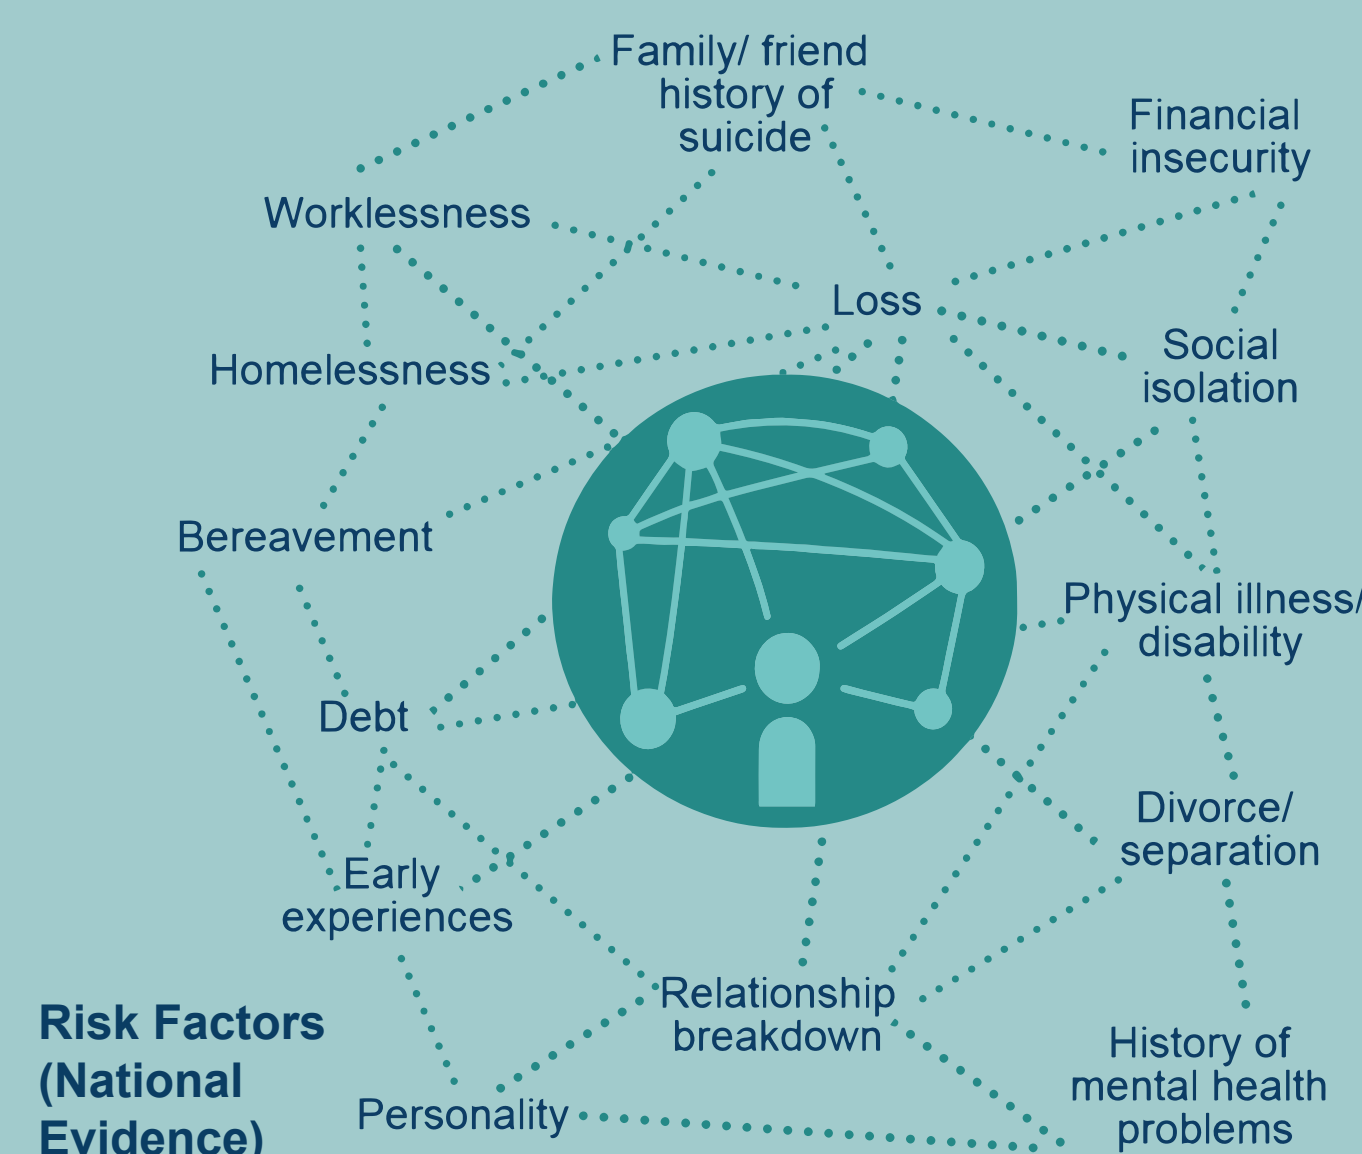 Family/ friend
history of
suicide
Financial
insecurity
Worklessness
Loss
Social
isolation
Homelessness
Bereavement
Physical illness/
disability
Debt
Divorce/
separation
Early
experiences
Relationship
breakdown
Risk Factors
(National
Evidence)
History of
mental health
problems
Personality